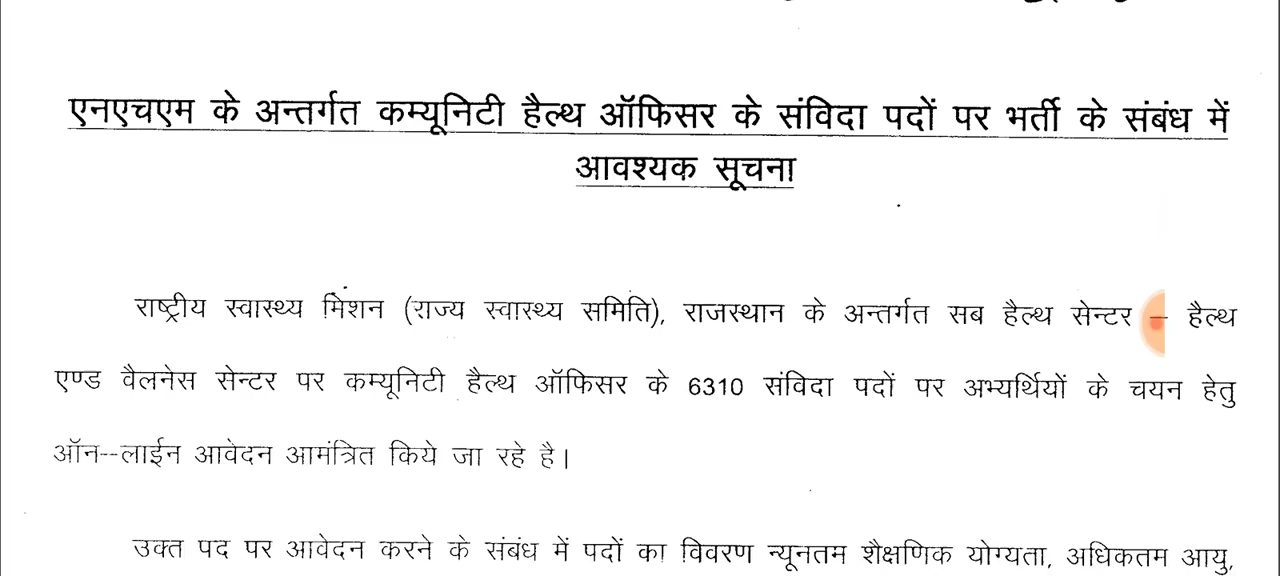 एनएचएम के अन्तर्गत कम्यूनिटी हैल्थ ऑफिसर के संविदा पदों पर भर्ती के संबंध में
आवश्यक सूचना
राष्ट्रीय स्वास्थ्य मिशन (राज्य स्वास्थ्य समिति), राजस्थान के अन्तर्गत सब हैल्थ सेन्टर – हैल्थ
एण्ड वैलनेस सेन्टर पर कम्यूनिटी हैल्थ ऑफिसर के 6310 संविदा पदों पर अभ्यर्थियों के चयन हेतु
ऑन--लाईन आवेदन आमंत्रित किये जा रहे है।
उक्त पद पर आवेदन करने के संबंध में पदों का विवरण न्यूनतम शैक्षणिक योग्यता, अधिकतम आयु,